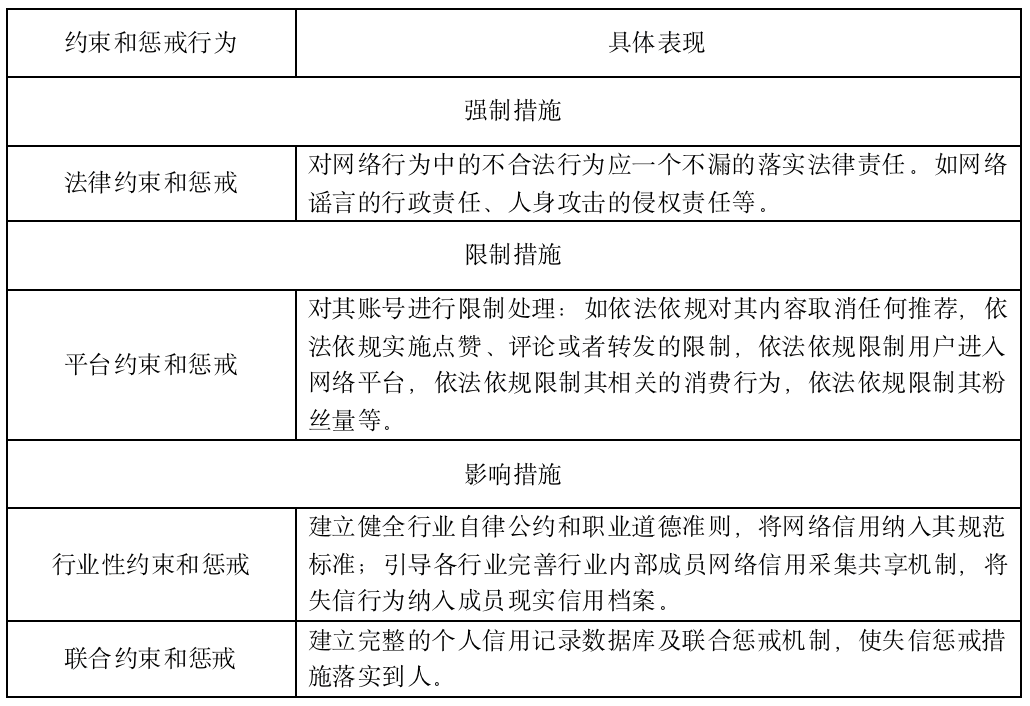 约束和惩戒行为
具体表现
强制措施
法律约束和惩戒
对网络行为中的不合法行为应一个不漏的落实法律责任。如网络
谣言的行政责任、人身攻击的侵权责任等。
限制措施
平台约束和惩戒
对其账号进行限制处理：如依法依规对其内容取消任何推荐，依
法依规实施点赞、评论或者转发的限制，依法依规限制用户进入
网络平台，依法依规限制其相关的消费行为，依法依规限制其粉
丝量等。
影响措施
行业性约束和惩戒
建立健全行业自律公约和职业道德准则，将网络信用纳入其规范
标准；引导各行业完善行业内部成员网络信用采集共享机制，将
失信行为纳入成员现实信用档案。
联合约束和惩戒
建立完整的个人信用记录数据库及联合惩戒机制，使失信惩戒措
施落实到人。